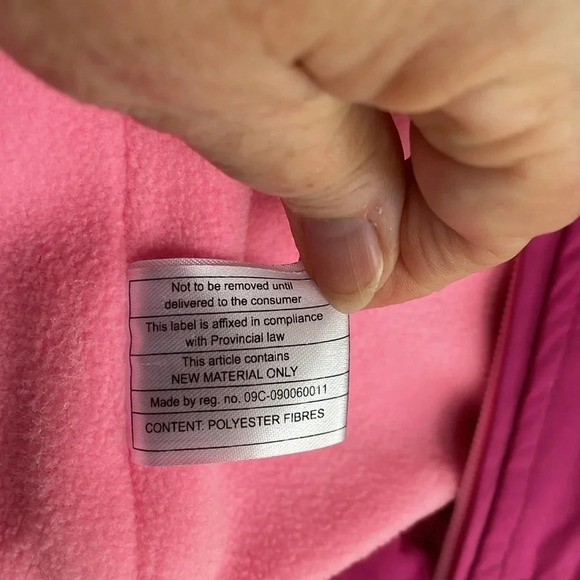 Not to be removed until
delivered to the consumer
This label is affixed in compliance
with Provincial law
This article contains
NEW MATERIAL ONLY
Made by reg. no. 09C-090060011
CONTENT: POLYESTER FIBRES